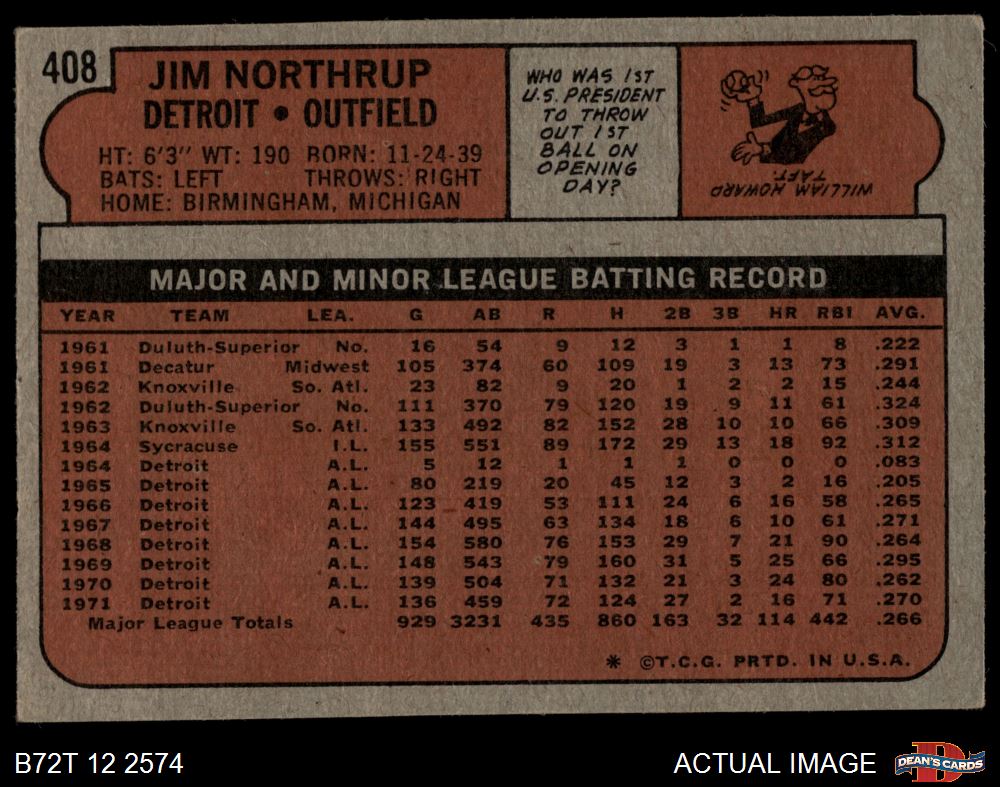 408
JIM NORTHRUP
DETROIT • OUTFIELD
HT: 6'3" WT: 190 BORN: 11-24-39
BATS: LEFT THROWS: RIGHT
HOME: BIRMINGHAM, MICHIGAN
WHO WAS 1ST
U.S. PRESIDENT
TO THROW
OUT 1ST
BALL ON
OPENING
DAY?
WILLIAM HOWARD
TAFT
MAJOR AND MINOR LEAGUE BATTING RECORD
YEAR TEAM LEA. G AB R H 2B 3B HR RBI AVG.
1961 Duluth-Superior No. 16 54 9 12 3 1 1 8 .222
1961 Decatur Midwest 105 374 60 109 19 3 13 73 .291
1962 Knoxville So. Atl. 23 82 9 20 1 2 2 15 .244
1962 Duluth-Superior No. 111 370 79 120 19 9 11 61 .324
1963 Knoxville So. Atl. 133 492 82 152 28 10 10 66 .309
1964 Sycracuse I.L. 155 551 89 172 29 13 18 92 .312
1964 Detroit A.L. 5 12 1 1 1 0 0 0 .083
1965 Detroit A.L. 80 219 20 45 12 3 2 16 .205
1966 Detroit A.L. 123 419 53 111 24 6 16 58 .265
1967 Detroit A.L. 144 495 63 134 18 6 10 61 .271
1968 Detroit A.L. 154 580 76 153 29 7 21 90 .264
1969 Detroit A.L. 148 543 79 160 31 5 25 66 .295
1970 Detroit A.L. 139 504 71 132 21 3 24 80 .262
1971 Detroit A.L. 136 459 72 124 27 2 16 71 .270
Major League Totals 929 3231 435 860 163 32 114 442 .266
* ©T.C.G. PRTD. IN U.S.A.
B72T 12 2574
ACTUAL IMAGE
DEAN'S CARDS